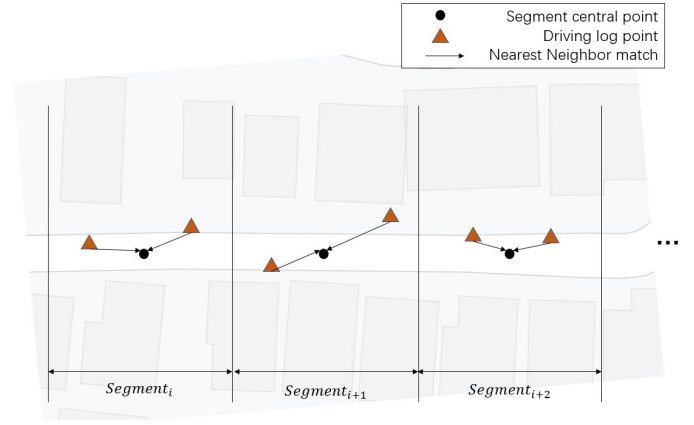 Segment central point
Driving log point
Nearest Neighbor match
...
Segment_i
Segment_{i+1}
Segment_{i+2}